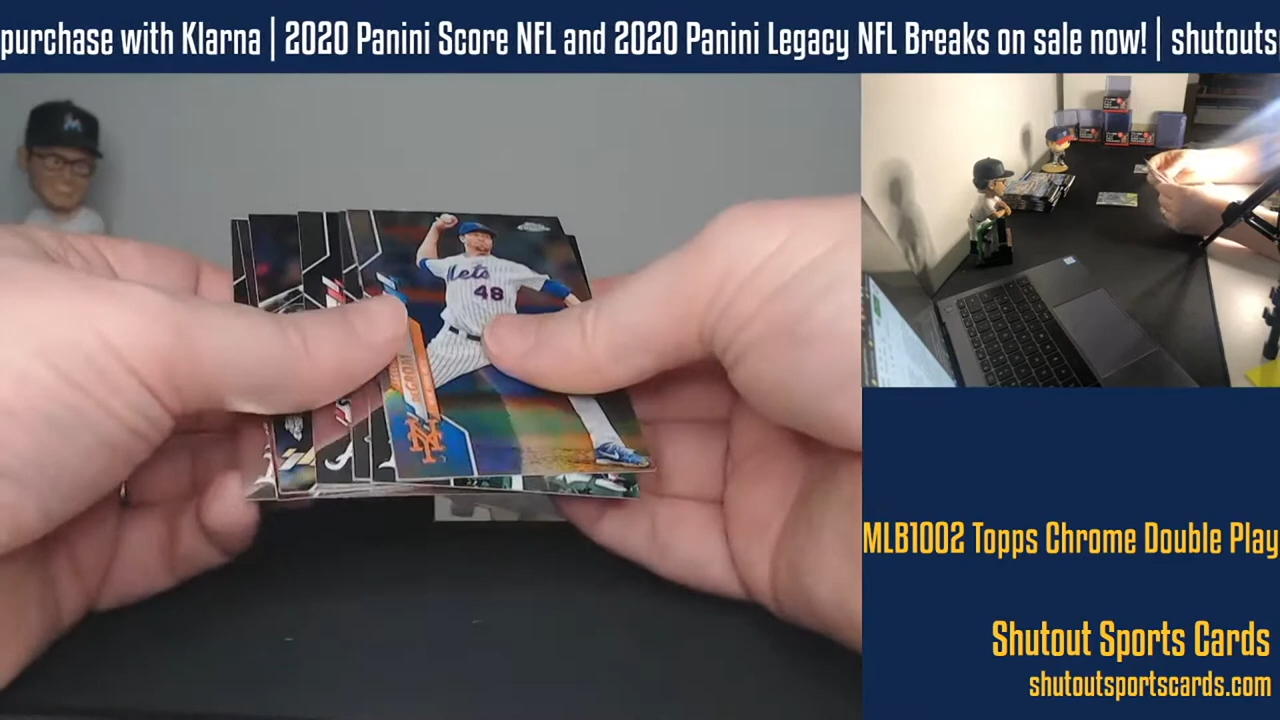 purchase with Klarna | 2020 Panini Score NFL and 2020 Panini Legacy NFL Breaks on sale now! | shutouts
Mets
48
DEGROM
MLB1002 Topps Chrome Double Play
Shutout Sports Cards
shutoutsportscards.com